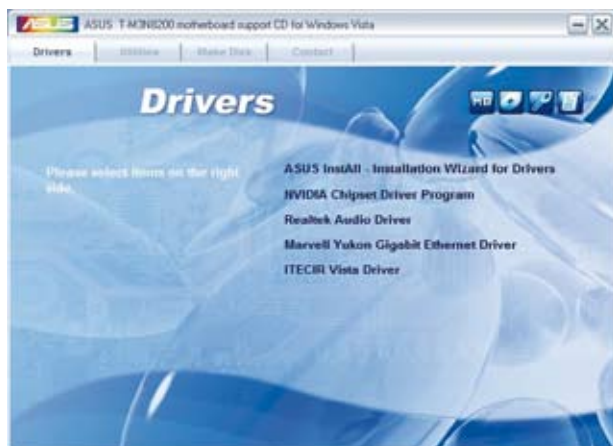 ASUS ASUS T-M3N8200 motherboard support CD for Windows Vista
Drivers Utilities Make Disk Contact
Drivers
Please select items on the right side.
ASUS InstAll - Installation Wizard for Drivers
NVIDIA Chipset Driver Program
Realtek Audio Driver
Marvell Yukon Gigabit Ethernet Driver
ITECIR Vista Driver